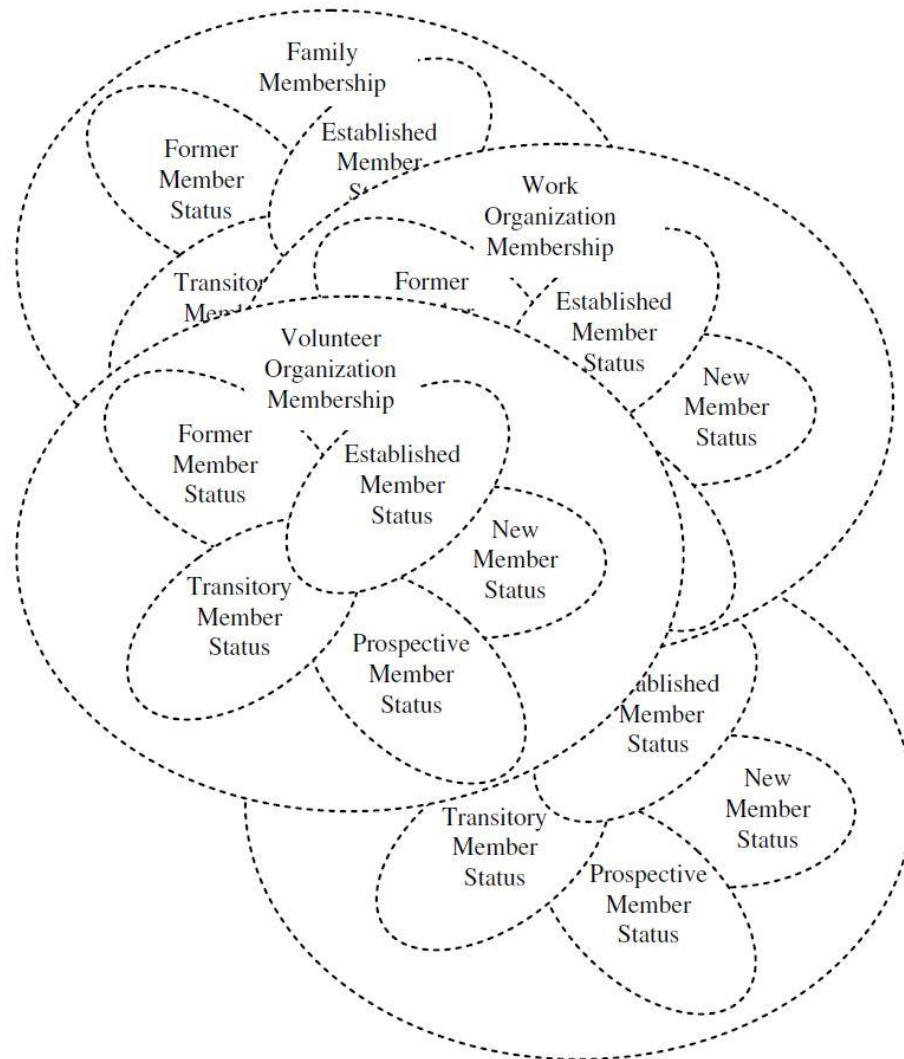 Family
Membership
Former
Member
Status
Established
Member
Work
Organization
Membership
Former
Established
Member
Status
New
Member
Status
Volunteer
Organization
Membership
Former
Member
Status
Established
Member
Status
New
Member
Status
Transitory
Member
Status
Prospective
Member
Status
Member
Status
New
Member
Status
Transitory
Member
Status
Prospective
Member
Status